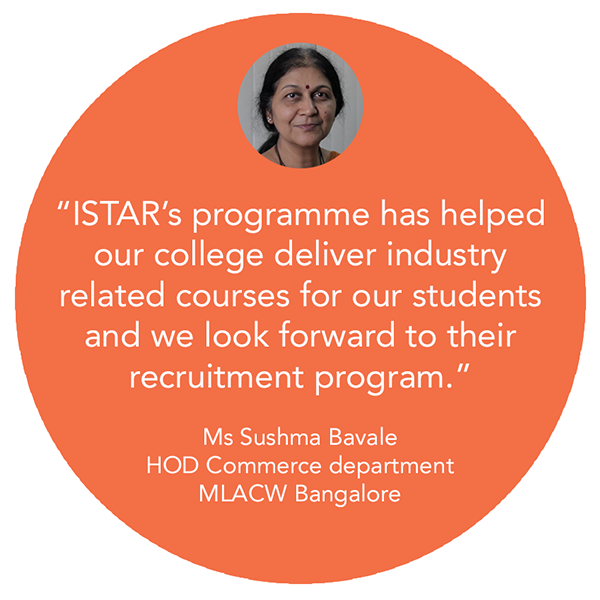 “ISTAR’s programme has helped
our college deliver industry
related courses for our students
and we look forward to their
recruitment program.”
Ms Sushma Bavale
HOD Commerce department
MLACW Bangalore